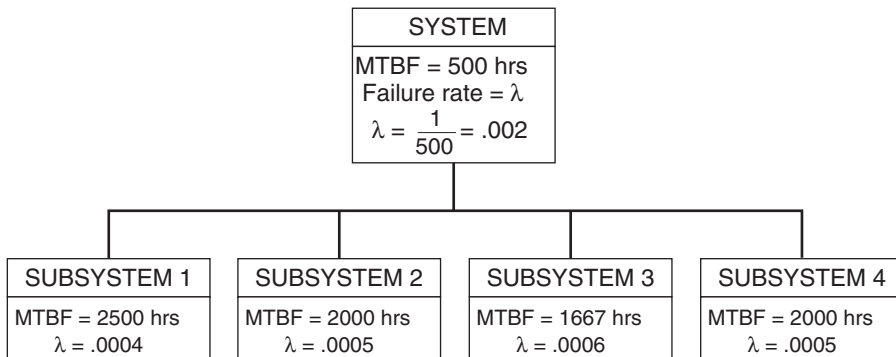 SYSTEM
MTBF = 500 hrs
Failure rate = λ
λ = 1/500 = .002
SUBSYSTEM 1
MTBF = 2500 hrs
λ = .0004
SUBSYSTEM 2
MTBF = 2000 hrs
λ = .0005
SUBSYSTEM 3
MTBF = 1667 hrs
λ = .0006
SUBSYSTEM 4
MTBF = 2000 hrs
λ = .0005